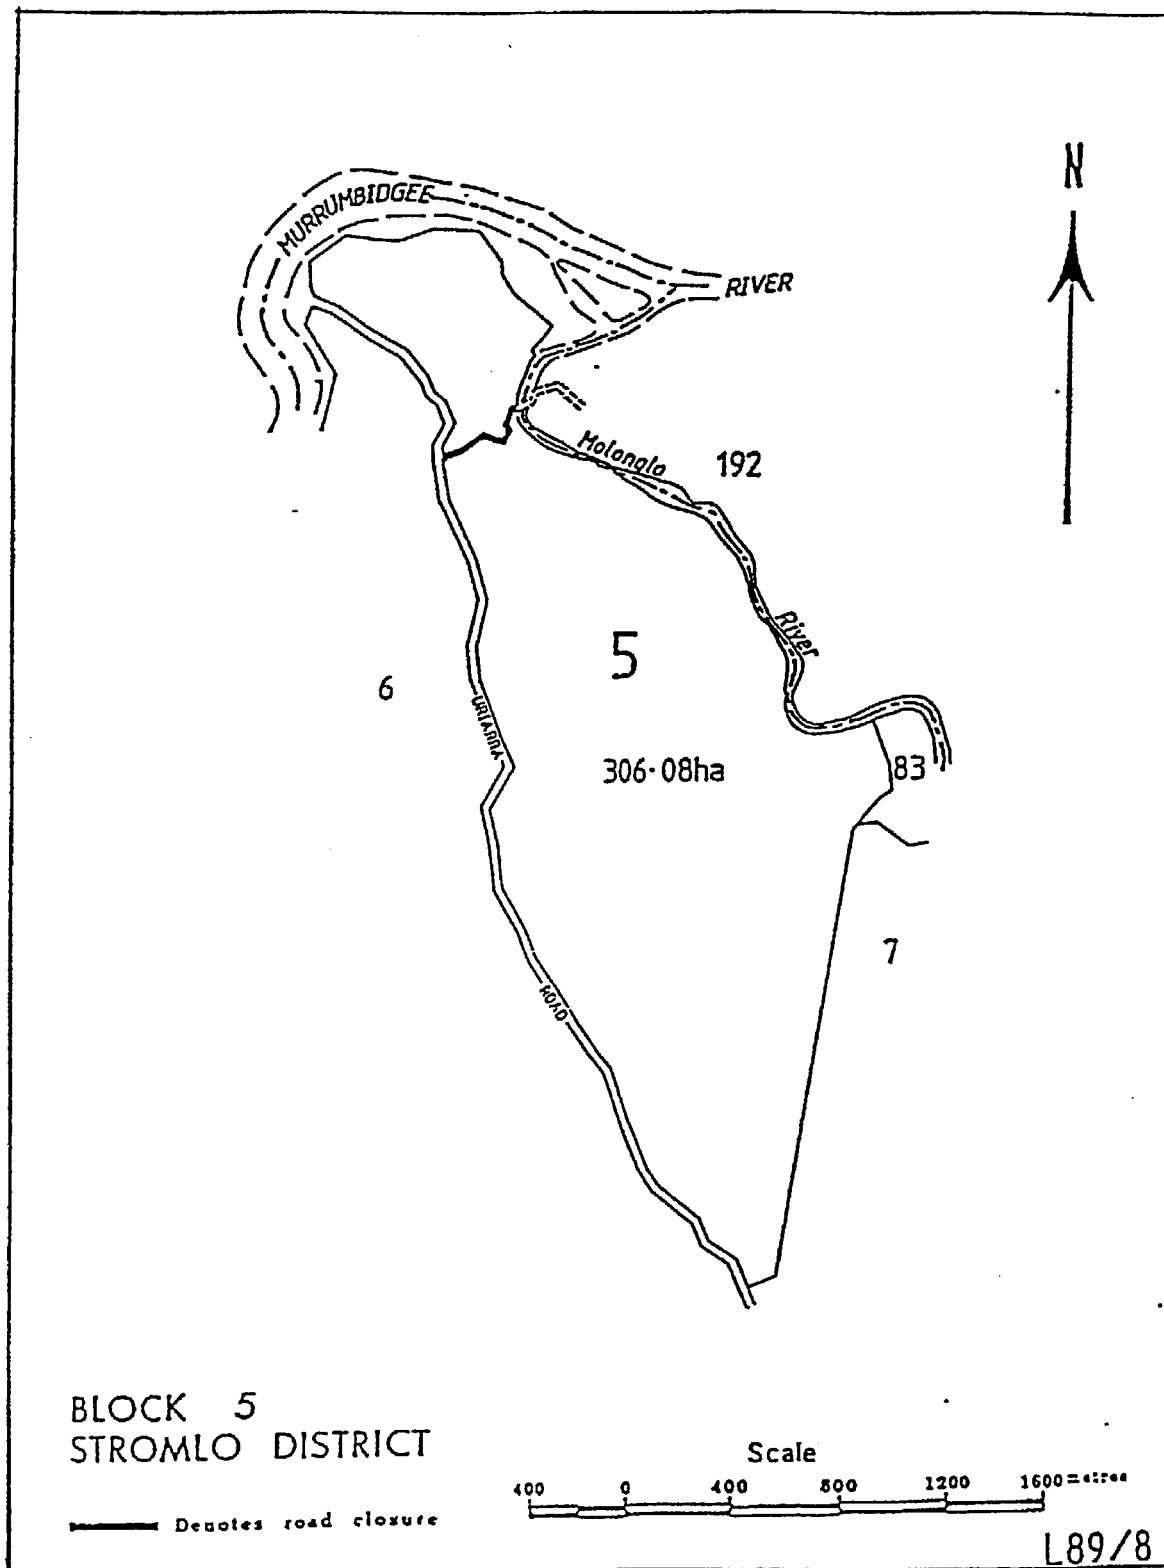 N
MURRUMBIDGEE
RIVER
Molonglo
192
River
5
6
URIARRA
306·08ha
83
7
ROAD
BLOCK 5
STROMLO DISTRICT
Scale
400 0 400 800 1200 1600 metres
Denotes road closure
L89/8